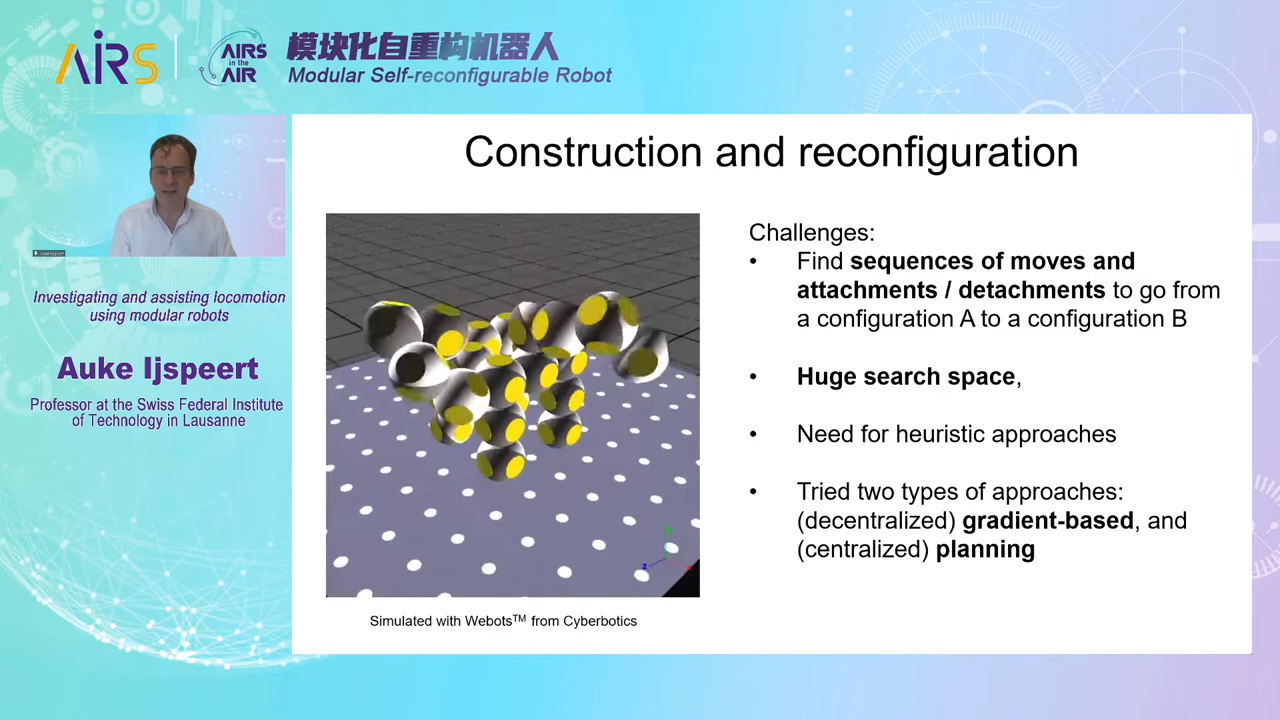 AIRS
AIRS
in the
AIR
模块化自重构机器人
Modular Self-reconfigurable Robot
Investigating and assisting locomotion
using modular robots
Auke Ijspeert
Professor at the Swiss Federal Institute
of Technology in Lausanne
Construction and reconfiguration
Simulated with Webots™ from Cyberbotics
Challenges:
• Find sequences of moves and
attachments / detachments to go from
a configuration A to a configuration B
• Huge search space,
• Need for heuristic approaches
• Tried two types of approaches:
(decentralized) gradient-based, and
(centralized) planning